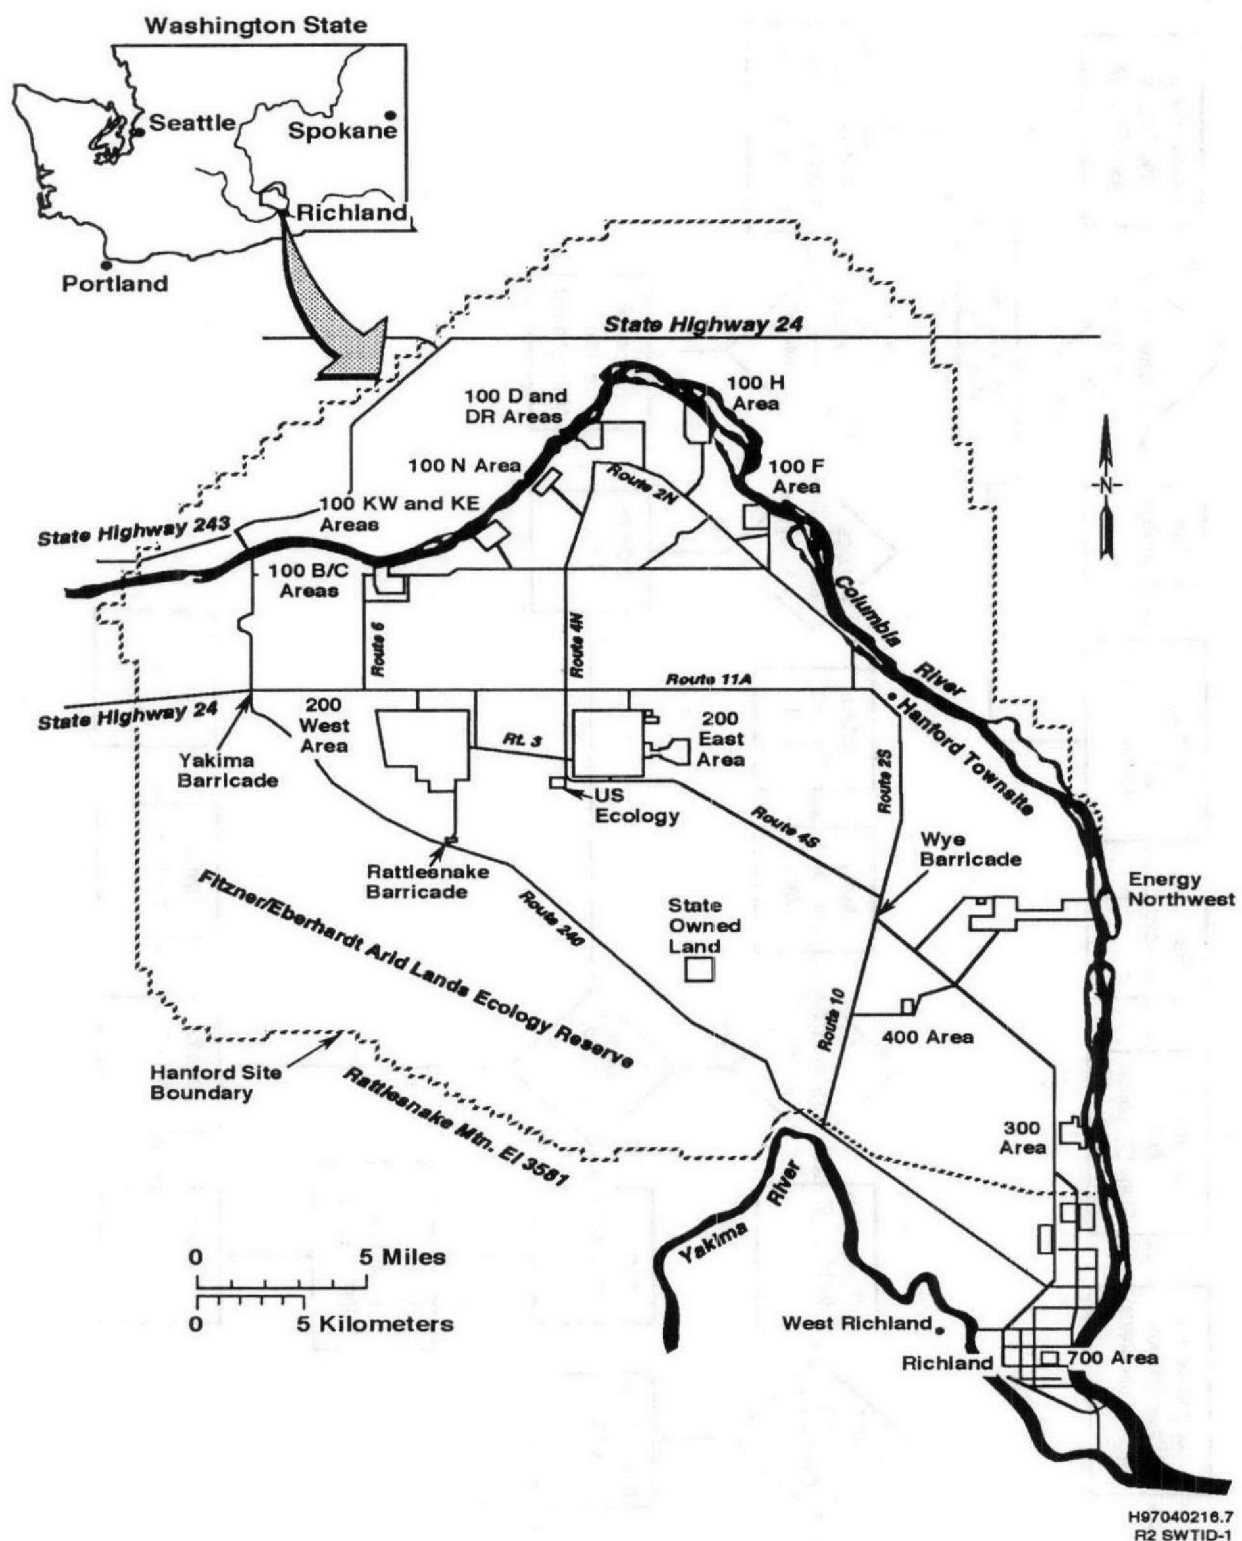 Washington State
Seattle
Spokane
Richland
Portland
State Highway 24
100 D and
DR Areas
100 H
Area
100 N Area
Route 2N
100 F
Area
100 KW and KE
Areas
State Highway 243
N
100 B/C
Areas
Columbia River
Route 6
Route 4N
Route 11A
State Highway 24
200
West
Area
Rt. 3
200
East
Area
Hanford Townsite
Yakima
Barricade
US
Ecology
Route 2S
Route 4S
Wye
Barricade
Rattlesnake
Barricade
Energy
Northwest
Fitzner/Eberhardt Arid Lands Ecology Reserve
Route 240
State
Owned
Land
Route 10
400 Area
Hanford Site
Boundary
Rattlesnake Mtn. El 3581
300
Area
Yakima River
0 5 Miles
0 5 Kilometers
West Richland
Richland
700 Area
H97040216.7
R2 SWTID-1